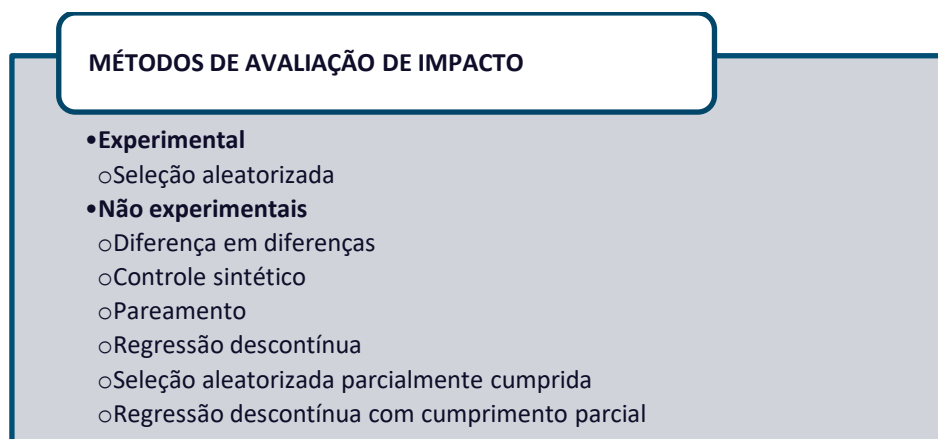 MÉTODOS DE AVALIAÇÃO DE IMPACTO
•Experimental
oSeleção aleatorizada
•Não experimentais
oDiferença em diferenças
oControle sintético
oPareamento
oRegressão descontínua
oSeleção aleatorizada parcialmente cumprida
oRegressão descontínua com cumprimento parcial